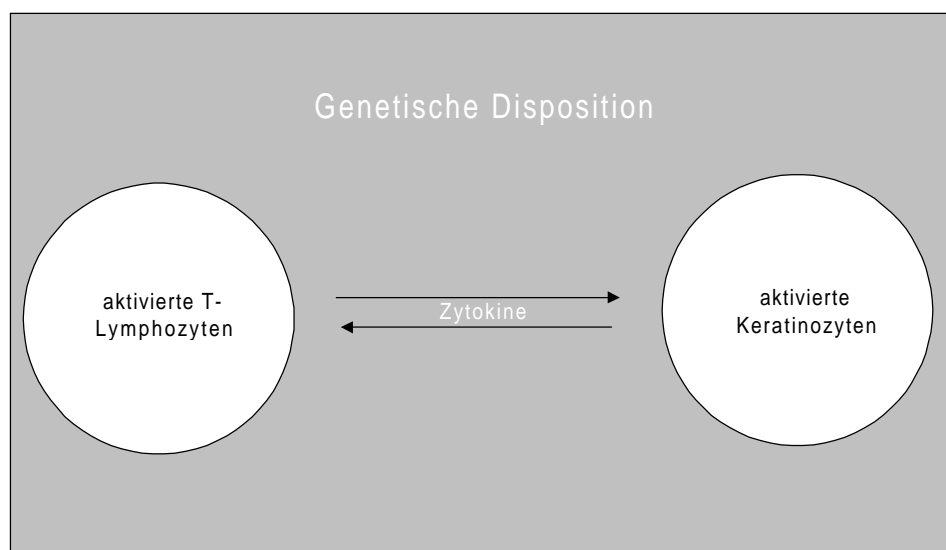 Genetische Disposition
aktivierte T-
Lymphozyten
Zytokine
aktivierte
Keratinozyten